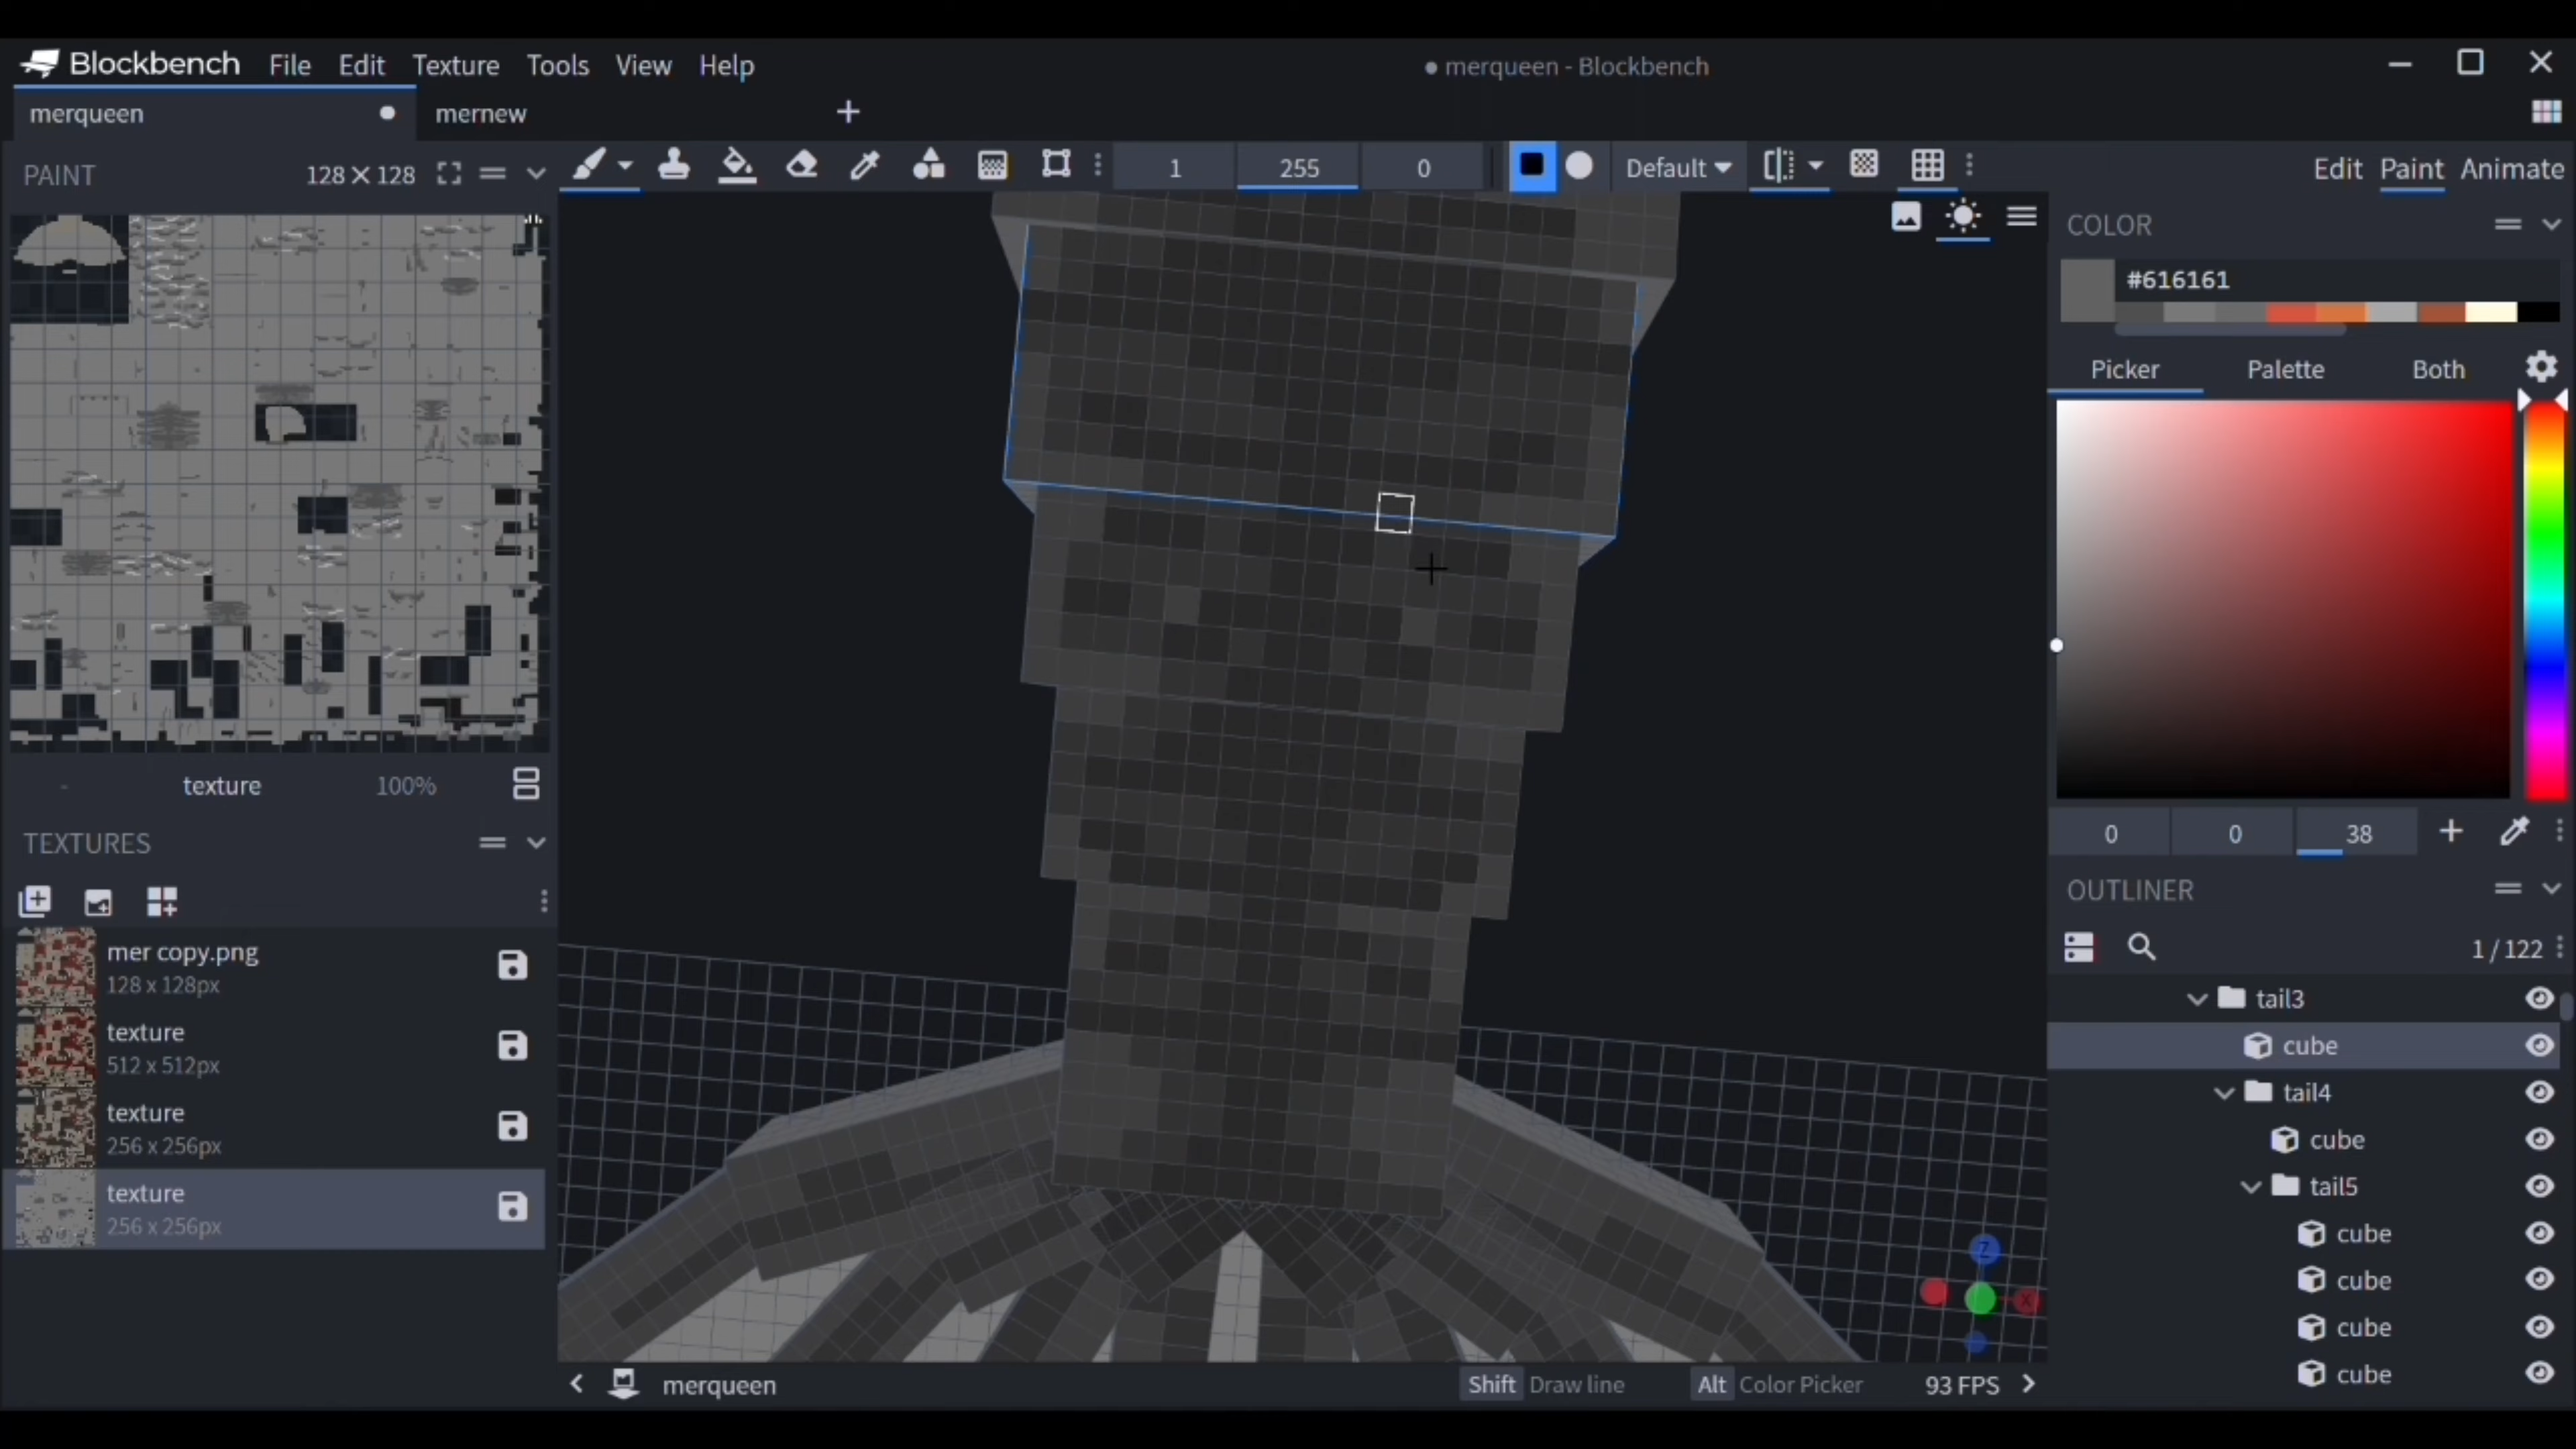 Blockbench File Edit Texture Tools View Help
merqueen - Blockbench
merqueen
mernew
PAINT 128 × 128
1 255 0 Default
Edit Paint Animate
COLOR
#616161
Picker Palette Both
- texture 100%
0 0 38
TEXTURES
OUTLINER
1 / 122
mer copy.png
128 x 128px
texture
512 x 512px
texture
256 x 256px
texture
256 x 256px
tail3
cube
tail4
cube
tail5
cube
cube
cube
cube
Z
X
merqueen
Shift Draw line Alt Color Picker 93 FPS